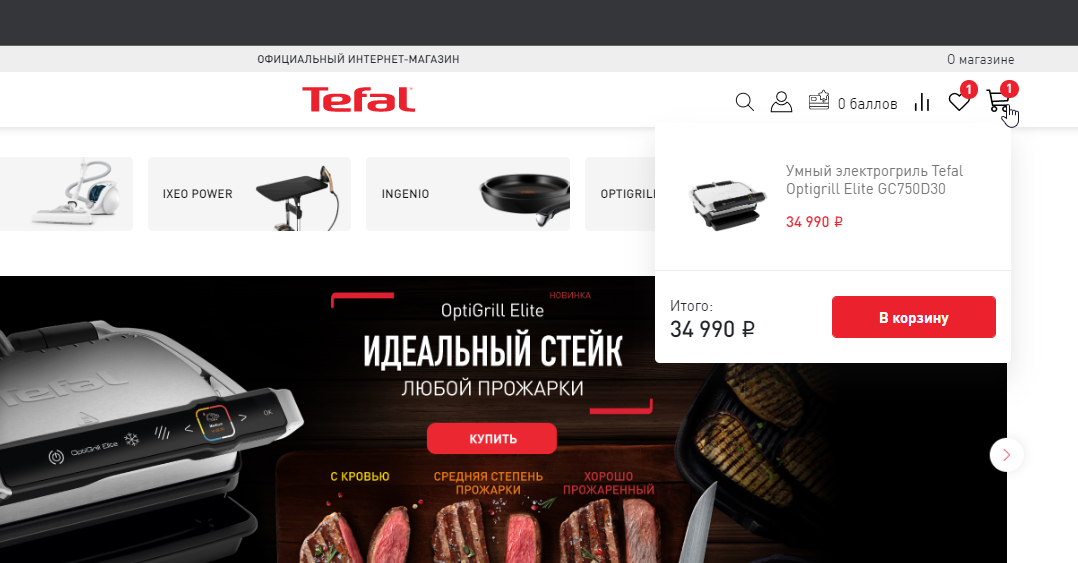 ОФИЦИАЛЬНЫЙ ИНТЕРНЕТ-МАГАЗИН
О магазине
Tefal
0 баллов
1
1
IXEO POWER
INGENIO
OPTIGRILL
Умный электрогриль Tefal
Optigrill Elite GC750D30
34 990 ₽
Итого:
34 990 ₽
В корзину
НОВИНКА
OptiGrill Elite
ИДЕАЛЬНЫЙ СТЕЙК
ЛЮБОЙ ПРОЖАРКИ
КУПИТЬ
С КРОВЬЮ
СРЕДНЯЯ СТЕПЕНЬ
ПРОЖАРКИ
ХОРОШО
ПРОЖАРЕННЫЙ
Tefal
OptiGrill Elite
OK